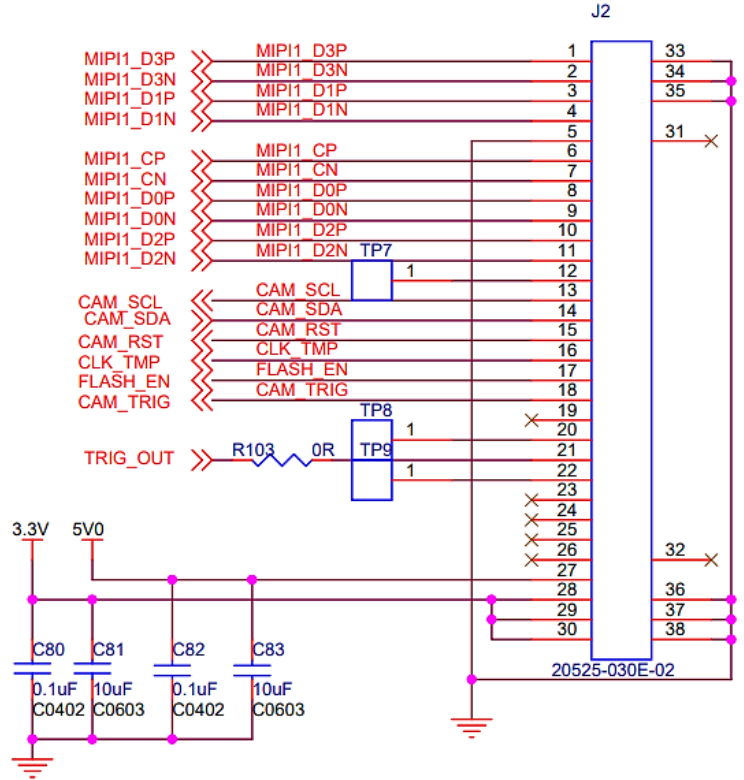 J2
MIPI1_D3P MIPI1_D3P 1 33
MIPI1_D3N MIPI1_D3N 2 34
MIPI1_D1P MIPI1_D1P 3 35
MIPI1_D1N MIPI1_D1N 4
5 31
MIPI1_CP MIPI1_CP 6
MIPI1_CN MIPI1_CN 7
MIPI1_D0P MIPI1_D0P 8
MIPI1_D0N MIPI1_D0N 9
MIPI1_D2P MIPI1_D2P 10
MIPI1_D2N MIPI1_D2N TP7 11
1 12
CAM_SCL CAM_SCL 13
CAM_SDA CAM_SDA 14
CAM_RST CAM_RST 15
CLK_TMP CLK_TMP 16
FLASH_EN FLASH_EN 17
CAM_TRIG CAM_TRIG 18
TP8 19
1 20
TRIG_OUT R103 0R TP9 21
1 22
23
24
25
26 32
3.3V 5V0 27
28 36
29 37
30 38
C80 C81 C82 C83
20525-030E-02
0.1uF 10uF 0.1uF 10uF
C0402 C0603 C0402 C0603